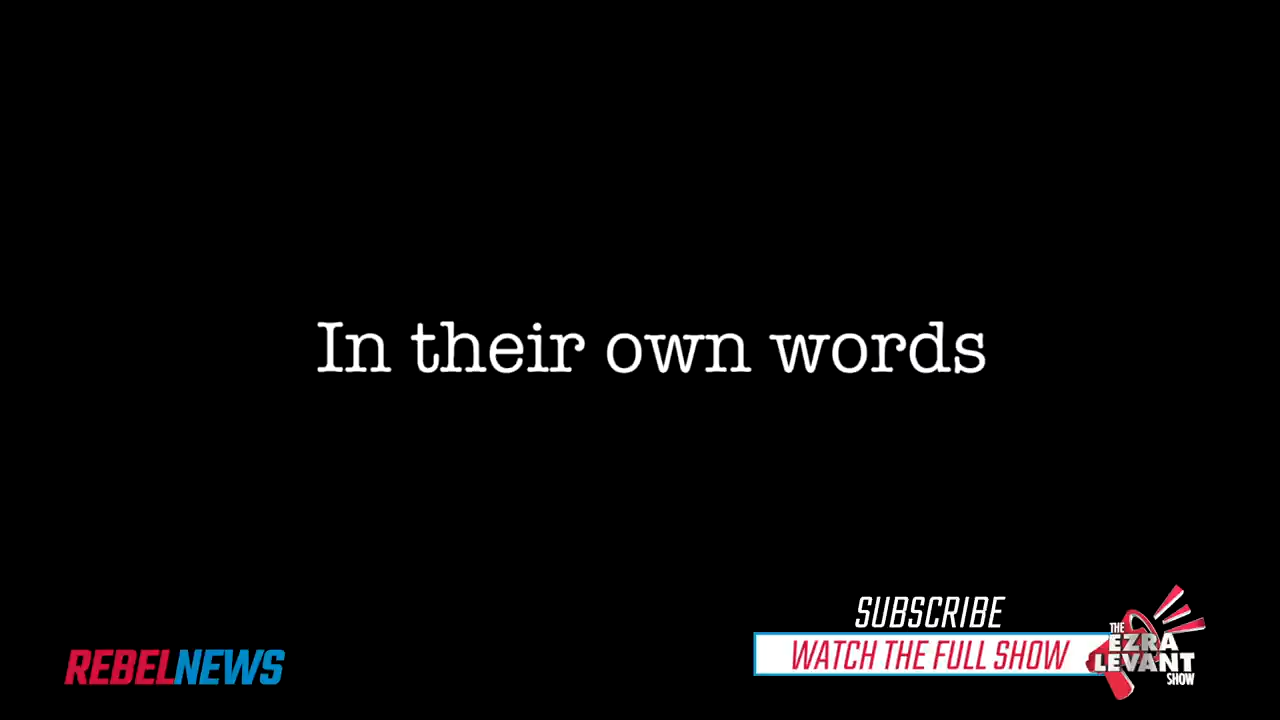 In their own words
SUBSCRIBE
WATCH THE FULL SHOW
THE
EZRA
LEVANT
SHOW
REBELNEWS